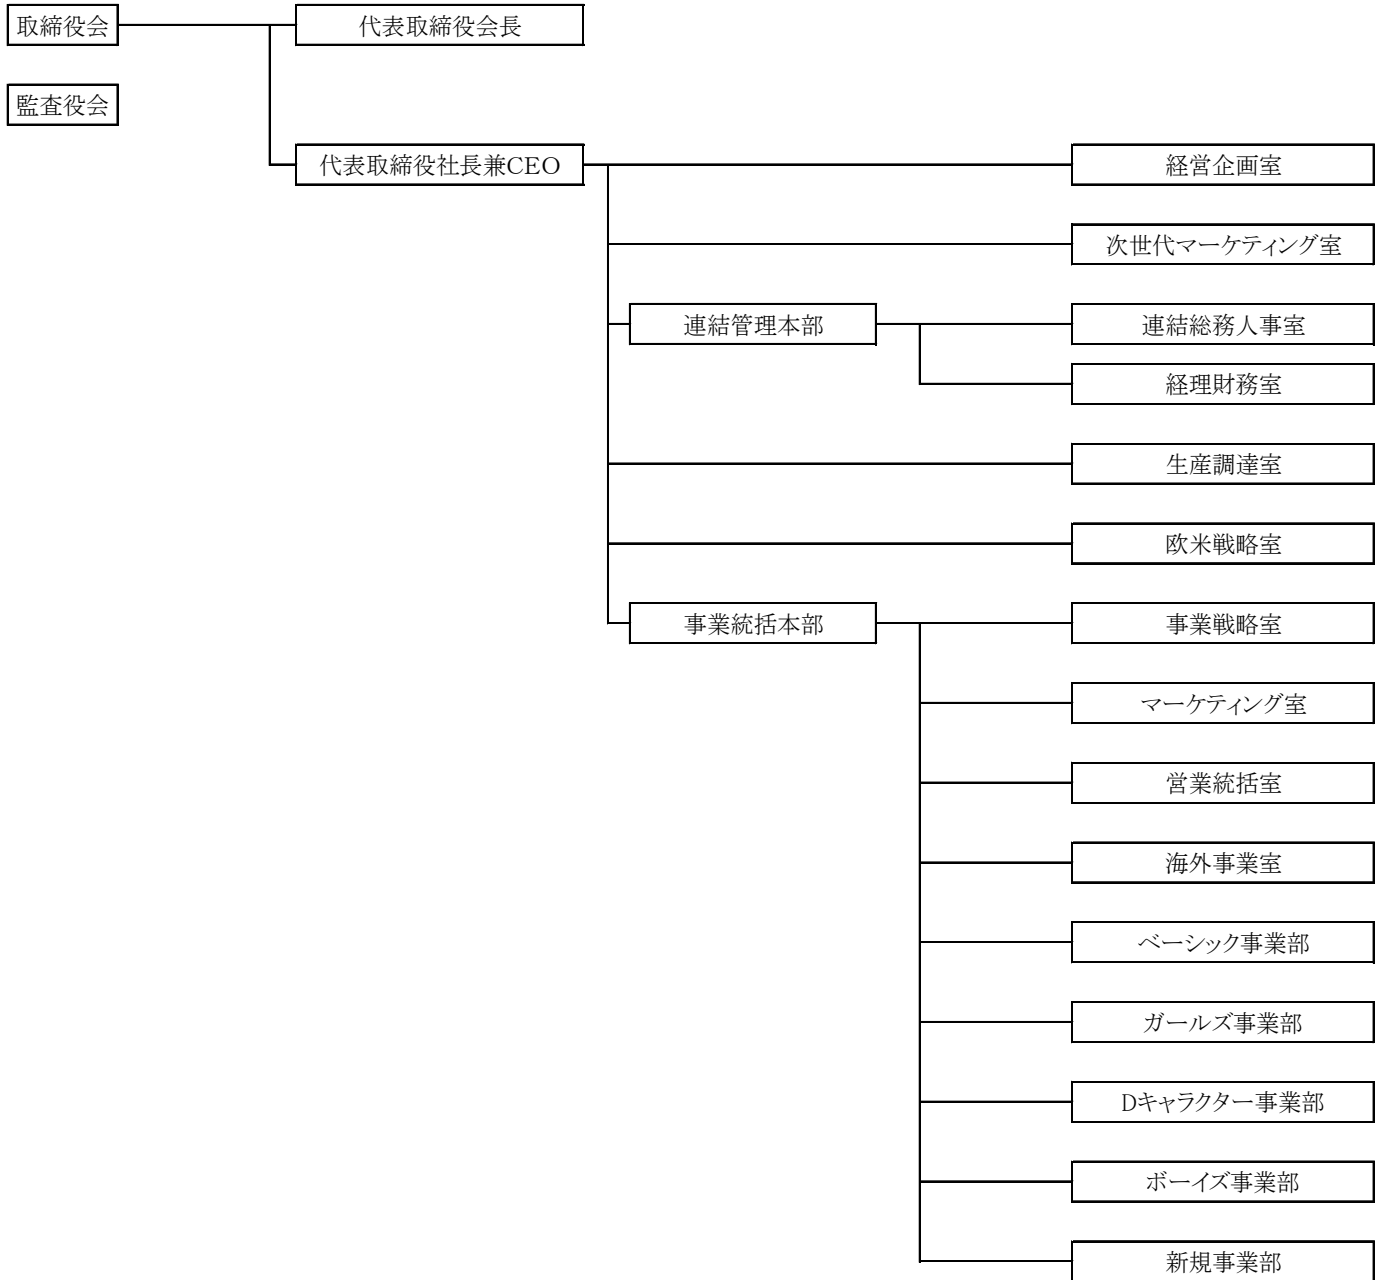 取締役会
代表取締役会長
監査役会
代表取締役社長兼CEO
経営企画室
次世代マーケティング室
連結管理本部
連結総務人事室
経理財務室
生産調達室
欧米戦略室
事業統括本部
事業戦略室
マーケティング室
営業統括室
海外事業室
ベーシック事業部
ガールズ事業部
Dキャラクター事業部
ボーイズ事業部
新規事業部